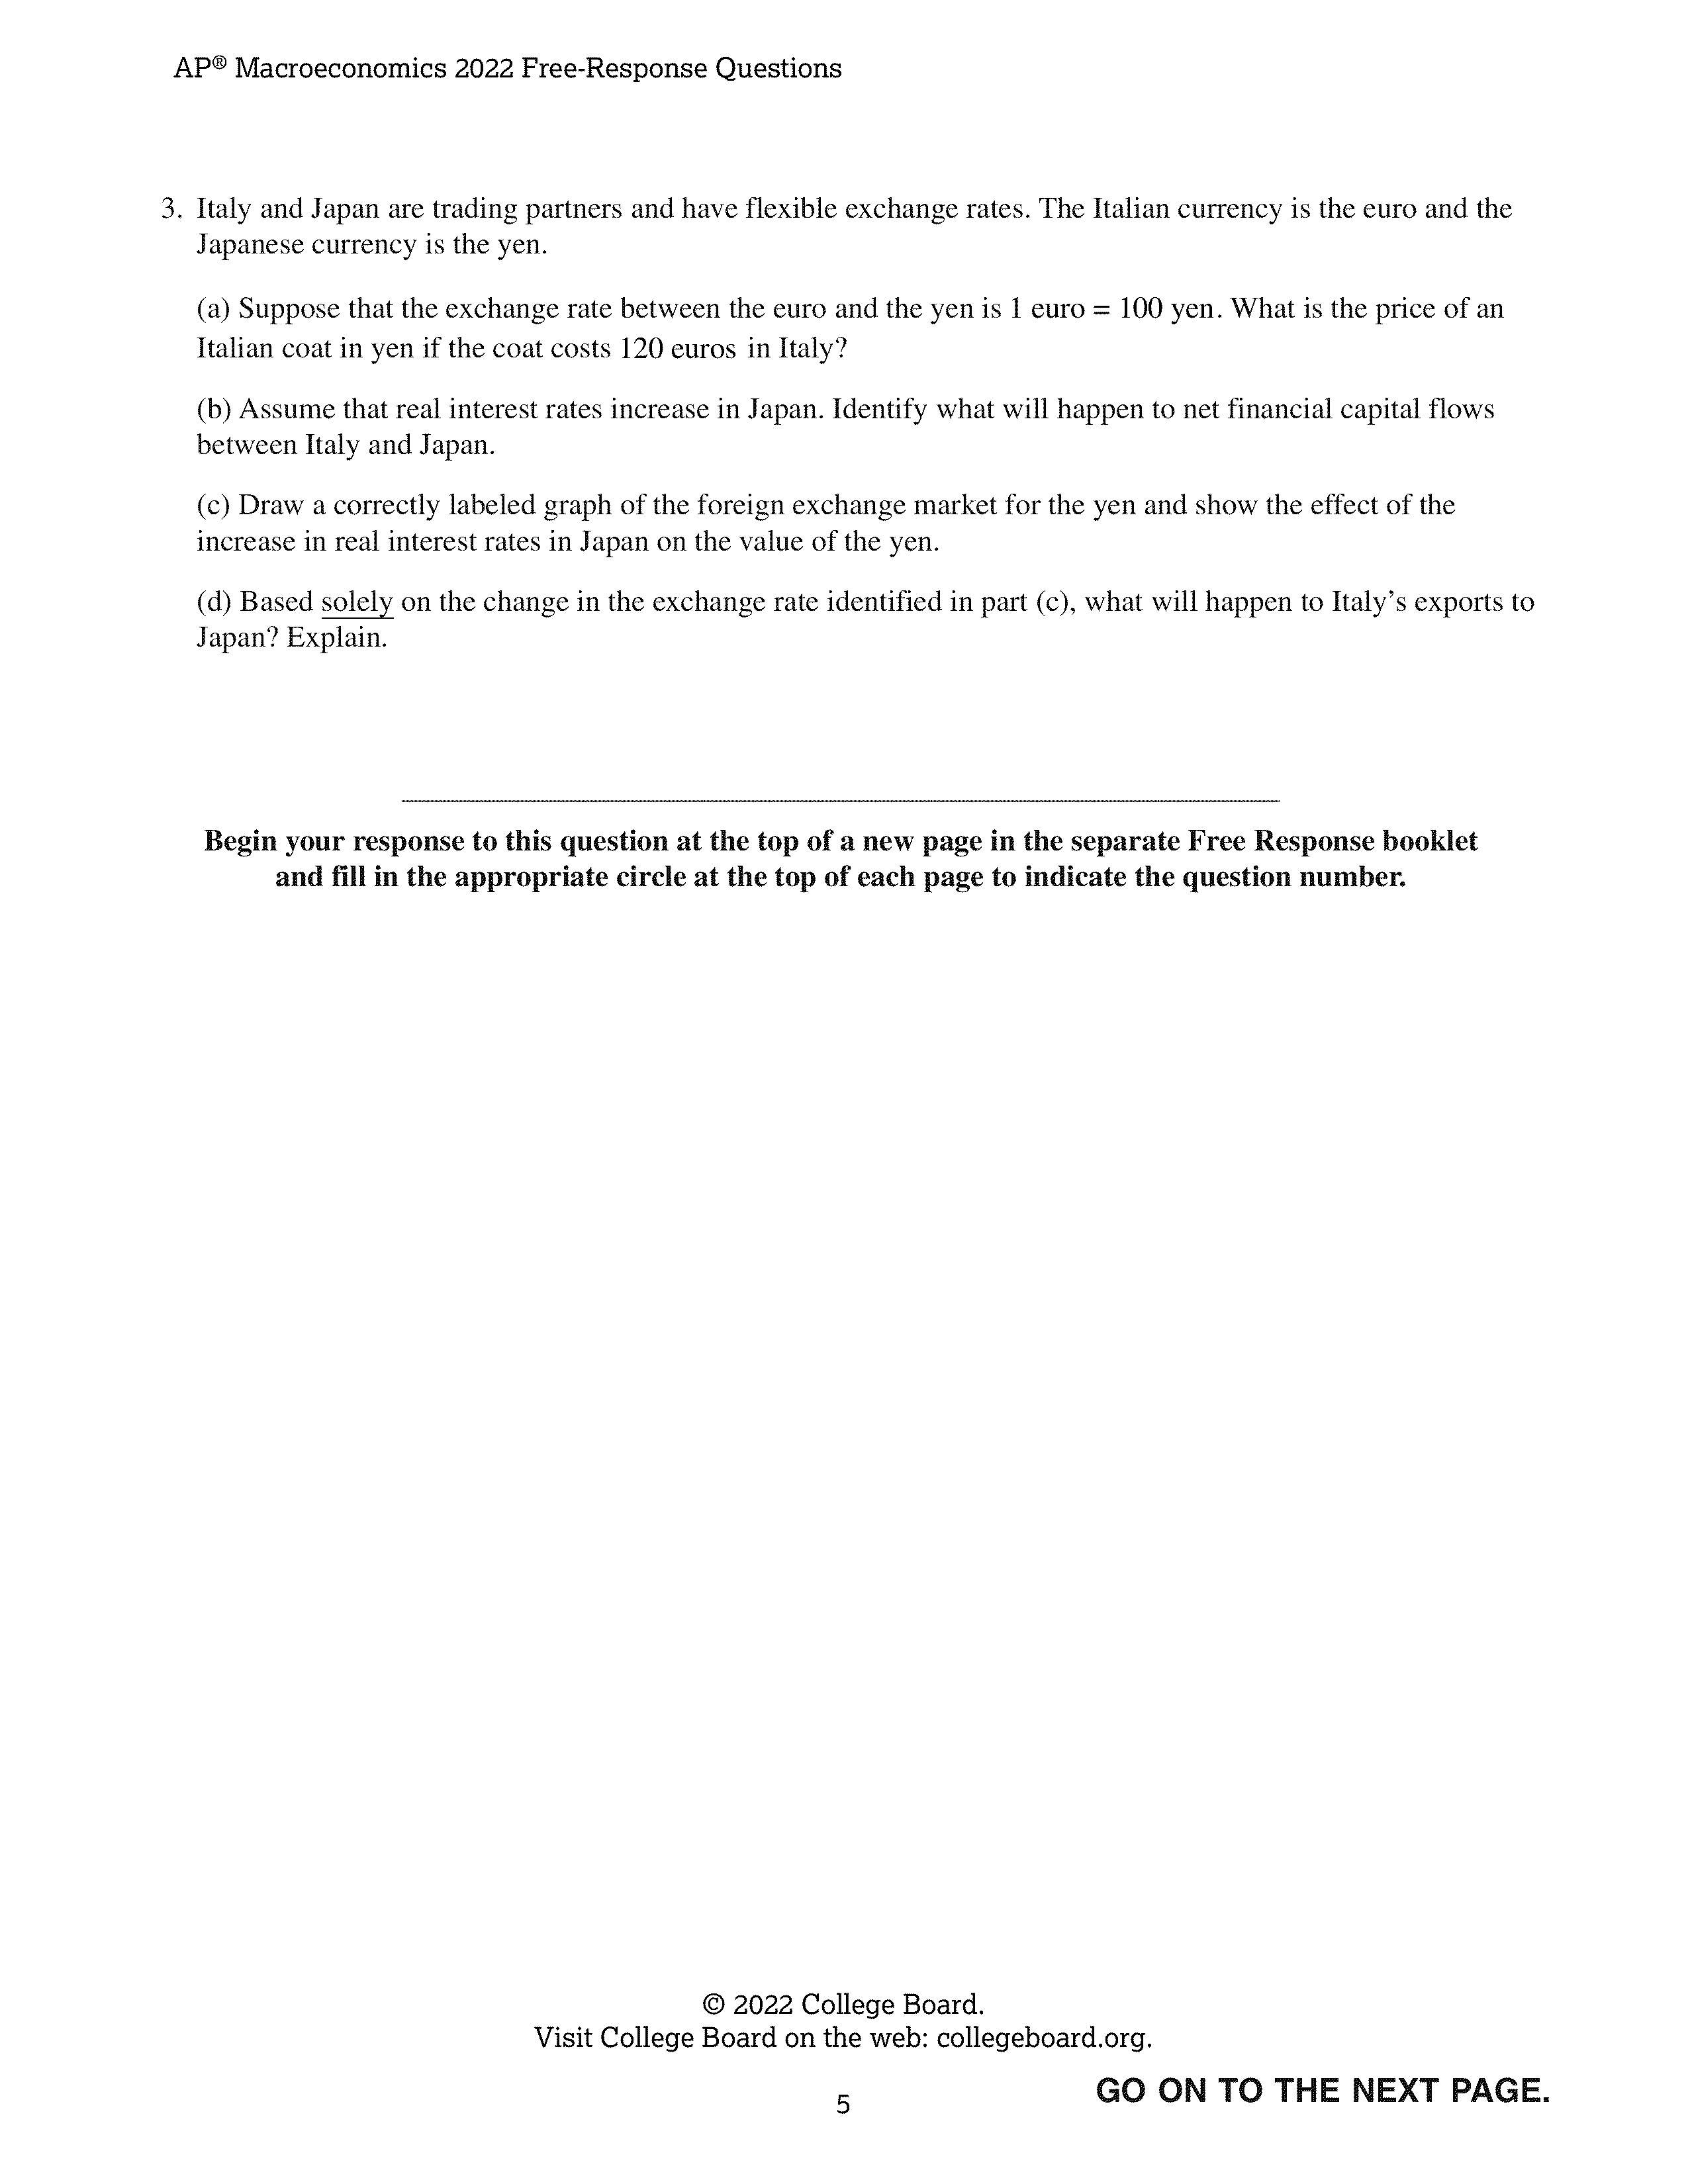 AP® Macroeconomics 2022 Free-Response Questions
3. Italy and Japan are trading partners and have flexible exchange rates. The Italian currency is the euro and the
Japanese currency is the yen.
(a) Suppose that the exchange rate between the euro and the yen is 1 euro = 100 yen. What is the price of an
Italian coat in yen if the coat costs 120 euros in Italy?
(b) Assume that real interest rates increase in Japan. Identify what will happen to net financial capital flows
between Italy and Japan.
(c) Draw a correctly labeled graph of the foreign exchange market for the yen and show the effect of the
increase in real interest rates in Japan on the value of the yen.
(d) Based solely on the change in the exchange rate identified in part (c), what will happen to Italy’s exports to
Japan? Explain.
Begin your response to this question at the top of a new page in the separate Free Response booklet
and fill in the appropriate circle at the top of each page to indicate the question number.
© 2022 College Board.
Visit College Board on the web: collegeboard.org.
GO ON TO THE NEXT PAGE.
5